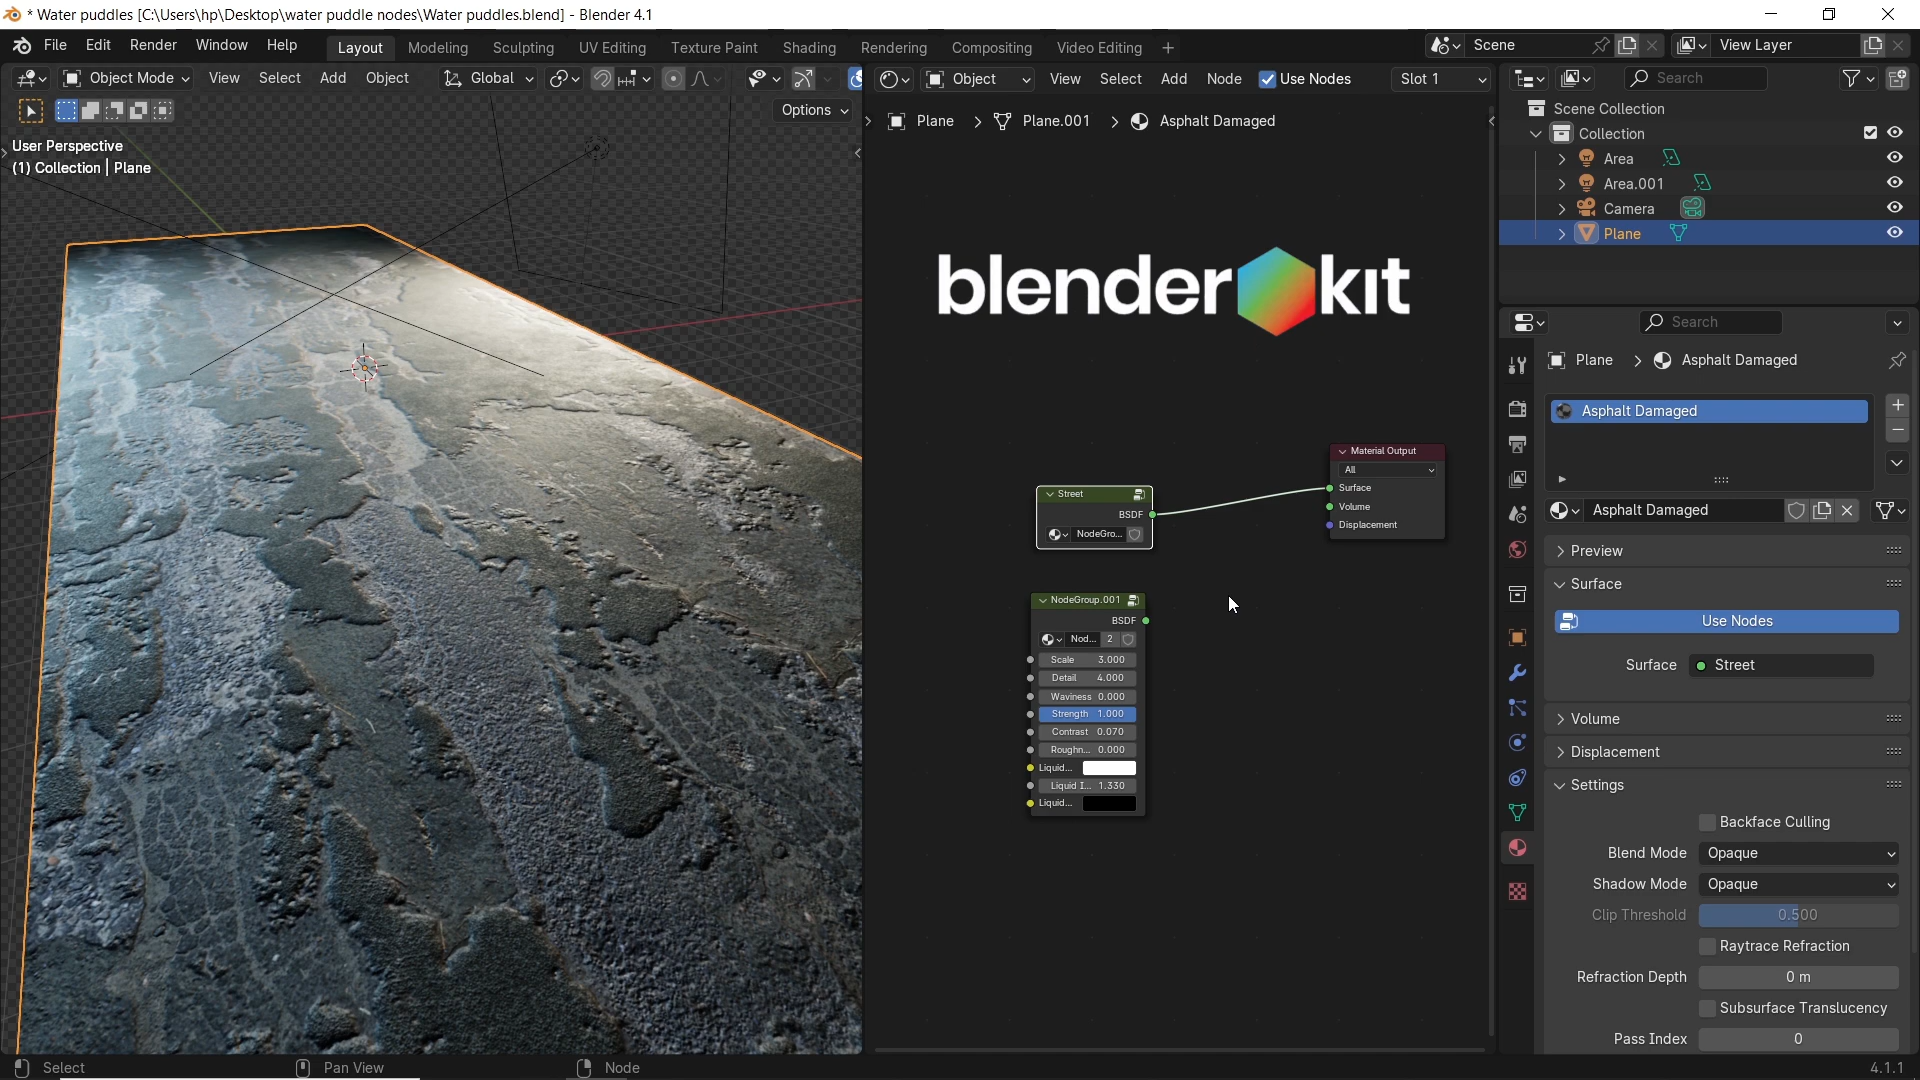 * Water puddles [C:\Users\hp\Desktop\water puddle nodes\Water puddles.blend] - Blender 4.1
File Edit Render Window Help Layout Modeling Sculpting UV Editing Texture Paint Shading Rendering Compositing Video Editing + Scene View Layer
Object Mode View Select Add Object Global
Object View Select Add Node Use Nodes Slot 1
Search
Options
Plane > Plane.001 > Asphalt Damaged
User Perspective
(1) Collection | Plane
blenderkit
Street
BSDF
NodeGro...
Material Output
All
Surface
Volume
Displacement
NodeGroup.001
BSDF
Nod... 2
Scale 3.000
Detail 4.000
Waviness 0.000
Strength 1.000
Contrast 0.070
Roughn... 0.000
Liquid...
Liquid I... 1.330
Liquid...
Scene Collection
Collection
Area
Area.001
Camera
Plane
Search
Plane > Asphalt Damaged
Asphalt Damaged
Asphalt Damaged
Preview
Surface
Use Nodes
Surface Street
Volume
Displacement
Settings
Backface Culling
Blend Mode Opaque
Shadow Mode Opaque
Clip Threshold 0.500
Raytrace Refraction
Refraction Depth 0 m
Subsurface Translucency
Pass Index 0
Select Pan View Node 4.1.1